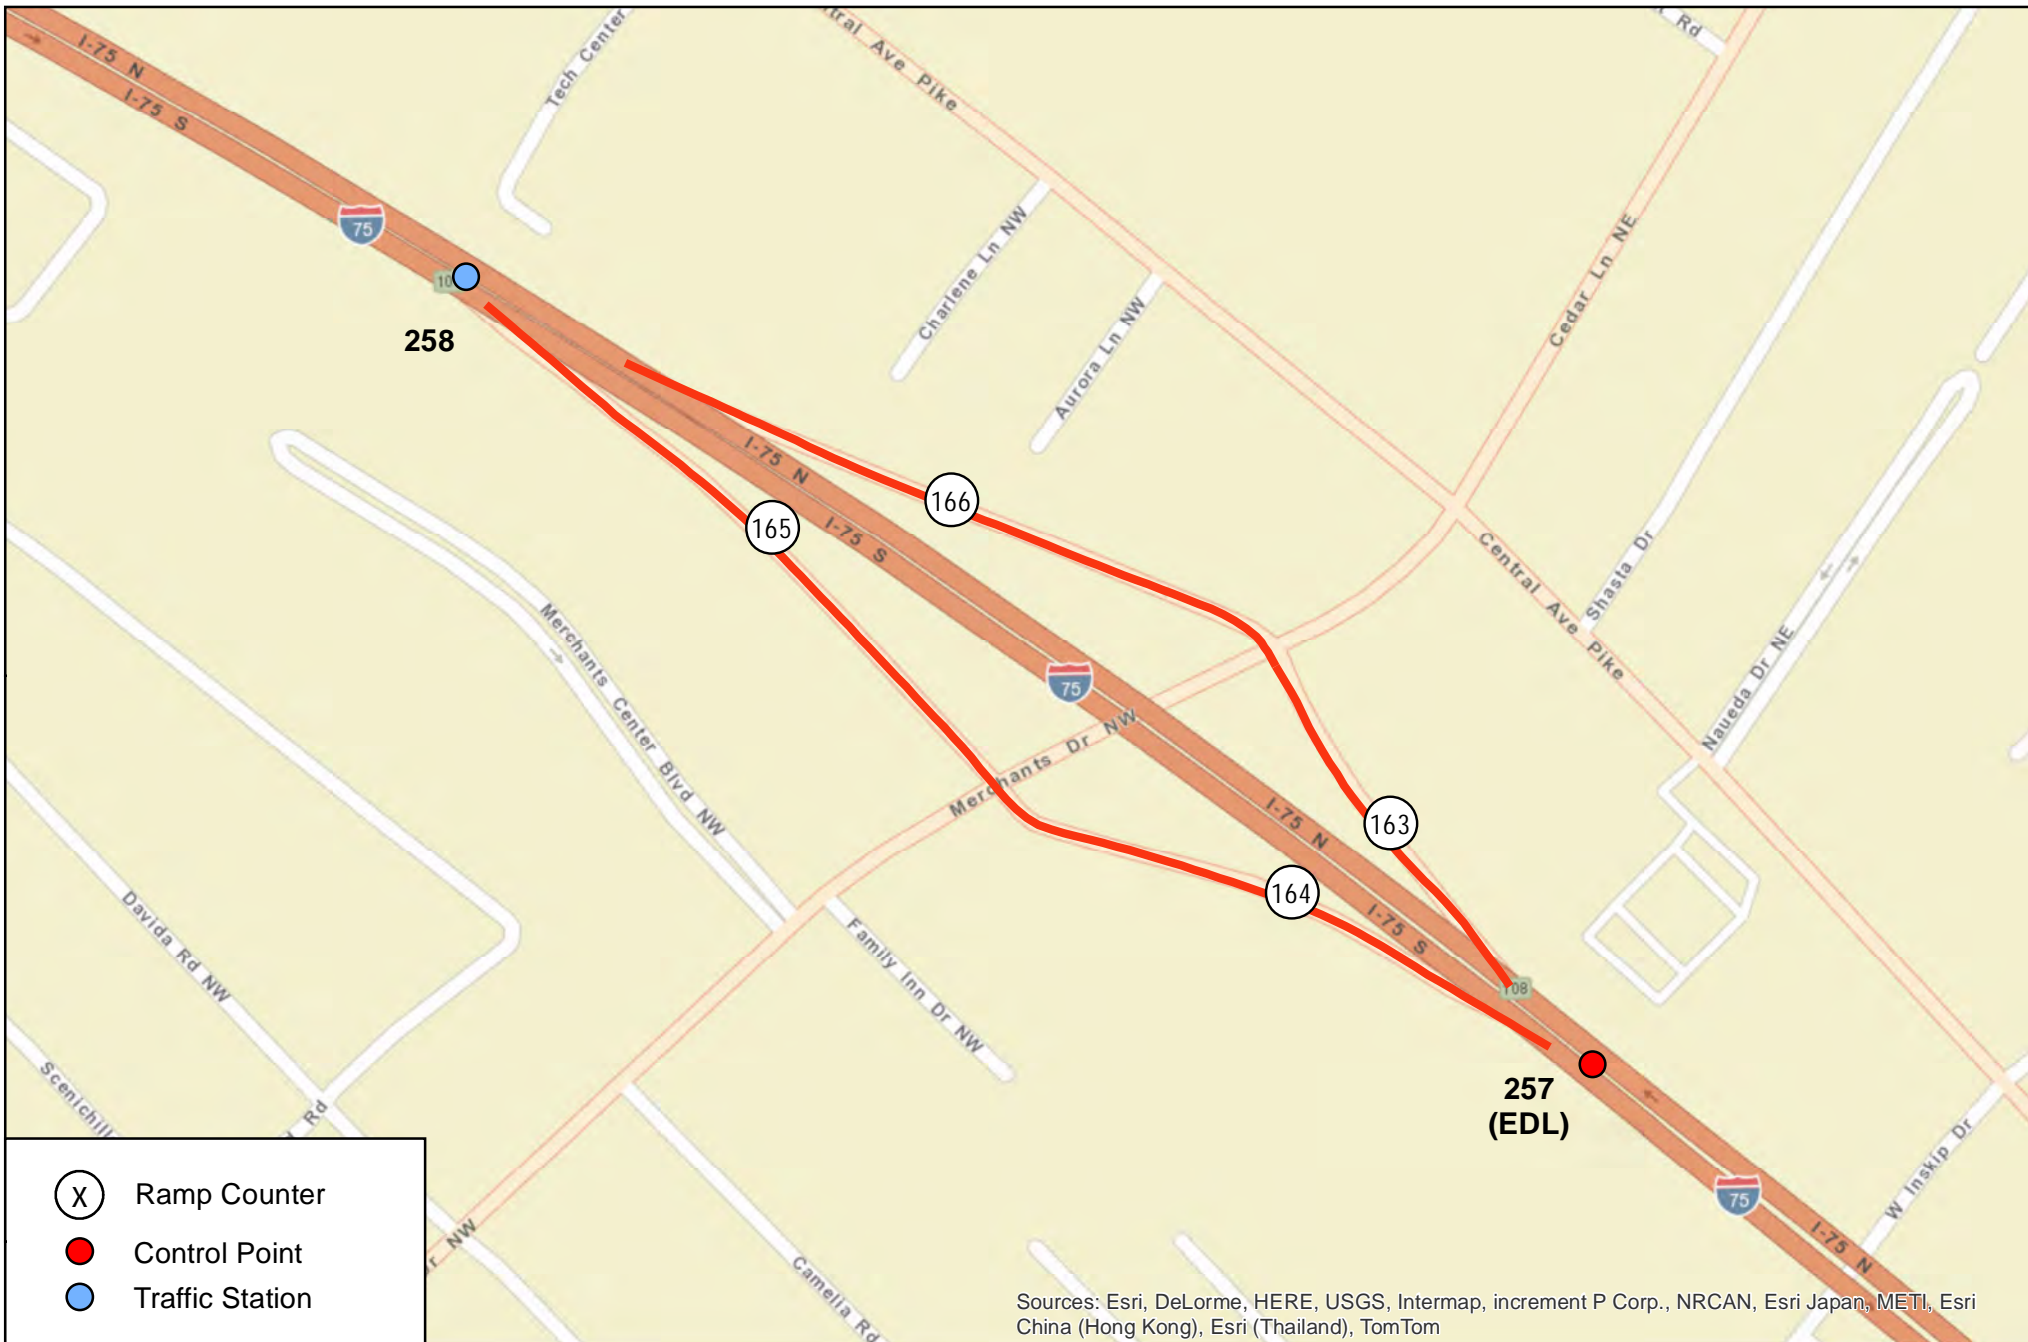 I-75 N
I-75 S
Tech Center
Central Ave Pike
Rd
75
10
258
Charlene Ln NW
Aurora Ln NW
Cedar Ln NE
I-75 N
I-75 S
166
165
Central Ave Pike
Shasta Dr
Naueda Dr NE
Merchants Center Blvd NW
75
Merchants Dr NW
I-75 N
163
164
I-75 S
108
Davida Rd NW
Family Inn Dr NW
257
(EDL)
Scenichill
Rd
W Inskip Dr
75
I-75 N
NW
Camelia Rd
X Ramp Counter
Control Point
Traffic Station
Sources: Esri, DeLorme, HERE, USGS, Intermap, increment P Corp., NRCAN, Esri Japan, METI, Esri
China (Hong Kong), Esri (Thailand), TomTom